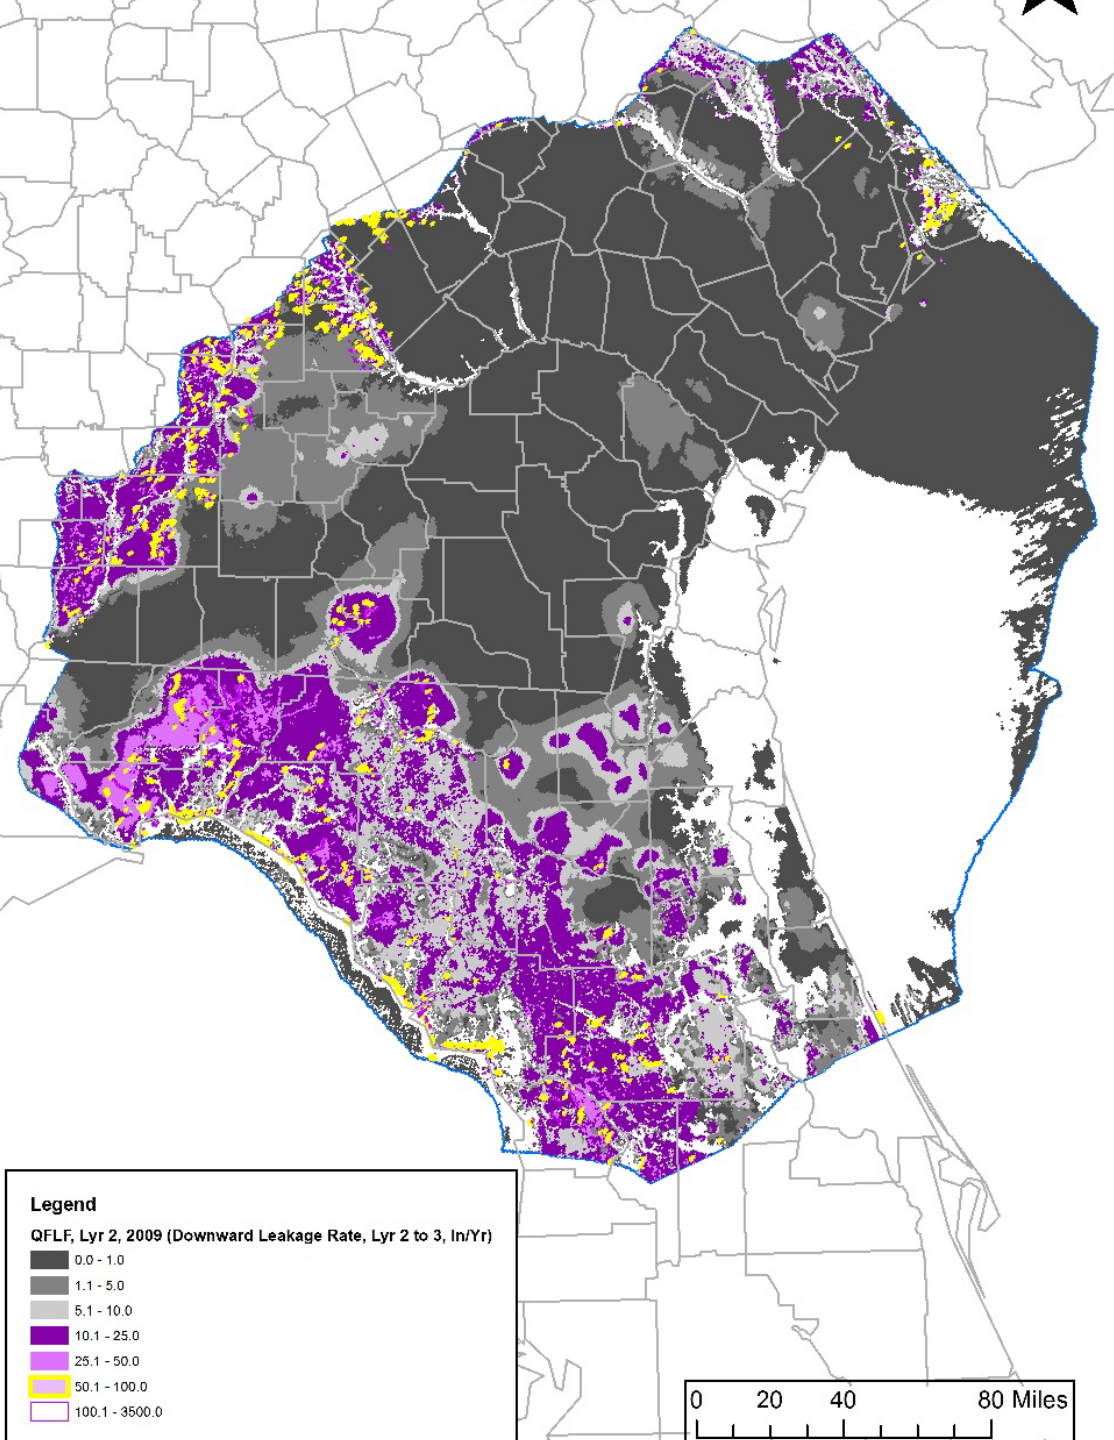 Legend
QFLF, Lyr 2, 2009 (Downward Leakage Rate, Lyr 2 to 3, In/Yr)
0.0 - 1.0
1.1 - 5.0
5.1 - 10.0
10.1 - 25.0
25.1 - 50.0
50.1 - 100.0
100.1 - 3500.0
0 20 40 80 Miles